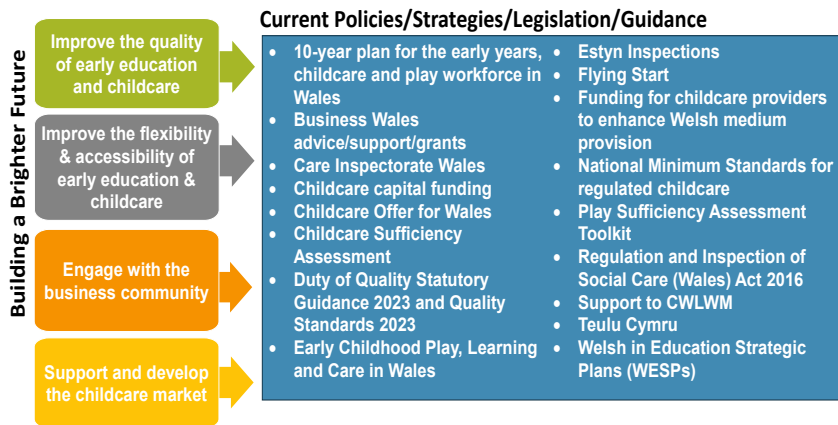 Building a Brighter Future
Improve the quality
of early education
and childcare
Improve the flexibility
& accessibility of
early education &
childcare
Engage with the
business community
Support and develop
the childcare market
Current Policies/Strategies/Legislation/Guidance
• 10-year plan for the early years,
childcare and play workforce in
Wales
• Business Wales
advice/support/grants
• Care Inspectorate Wales
• Childcare capital funding
• Childcare Offer for Wales
• Childcare Sufficiency
Assessment
• Duty of Quality Statutory
Guidance 2023 and Quality
Standards 2023
• Early Childhood Play, Learning
and Care in Wales
• Estyn Inspections
• Flying Start
• Funding for childcare providers
to enhance Welsh medium
provision
• National Minimum Standards for
regulated childcare
• Play Sufficiency Assessment
Toolkit
• Regulation and Inspection of
Social Care (Wales) Act 2016
• Support to CWLWM
• Teulu Cymru
• Welsh in Education Strategic
Plans (WESPs)